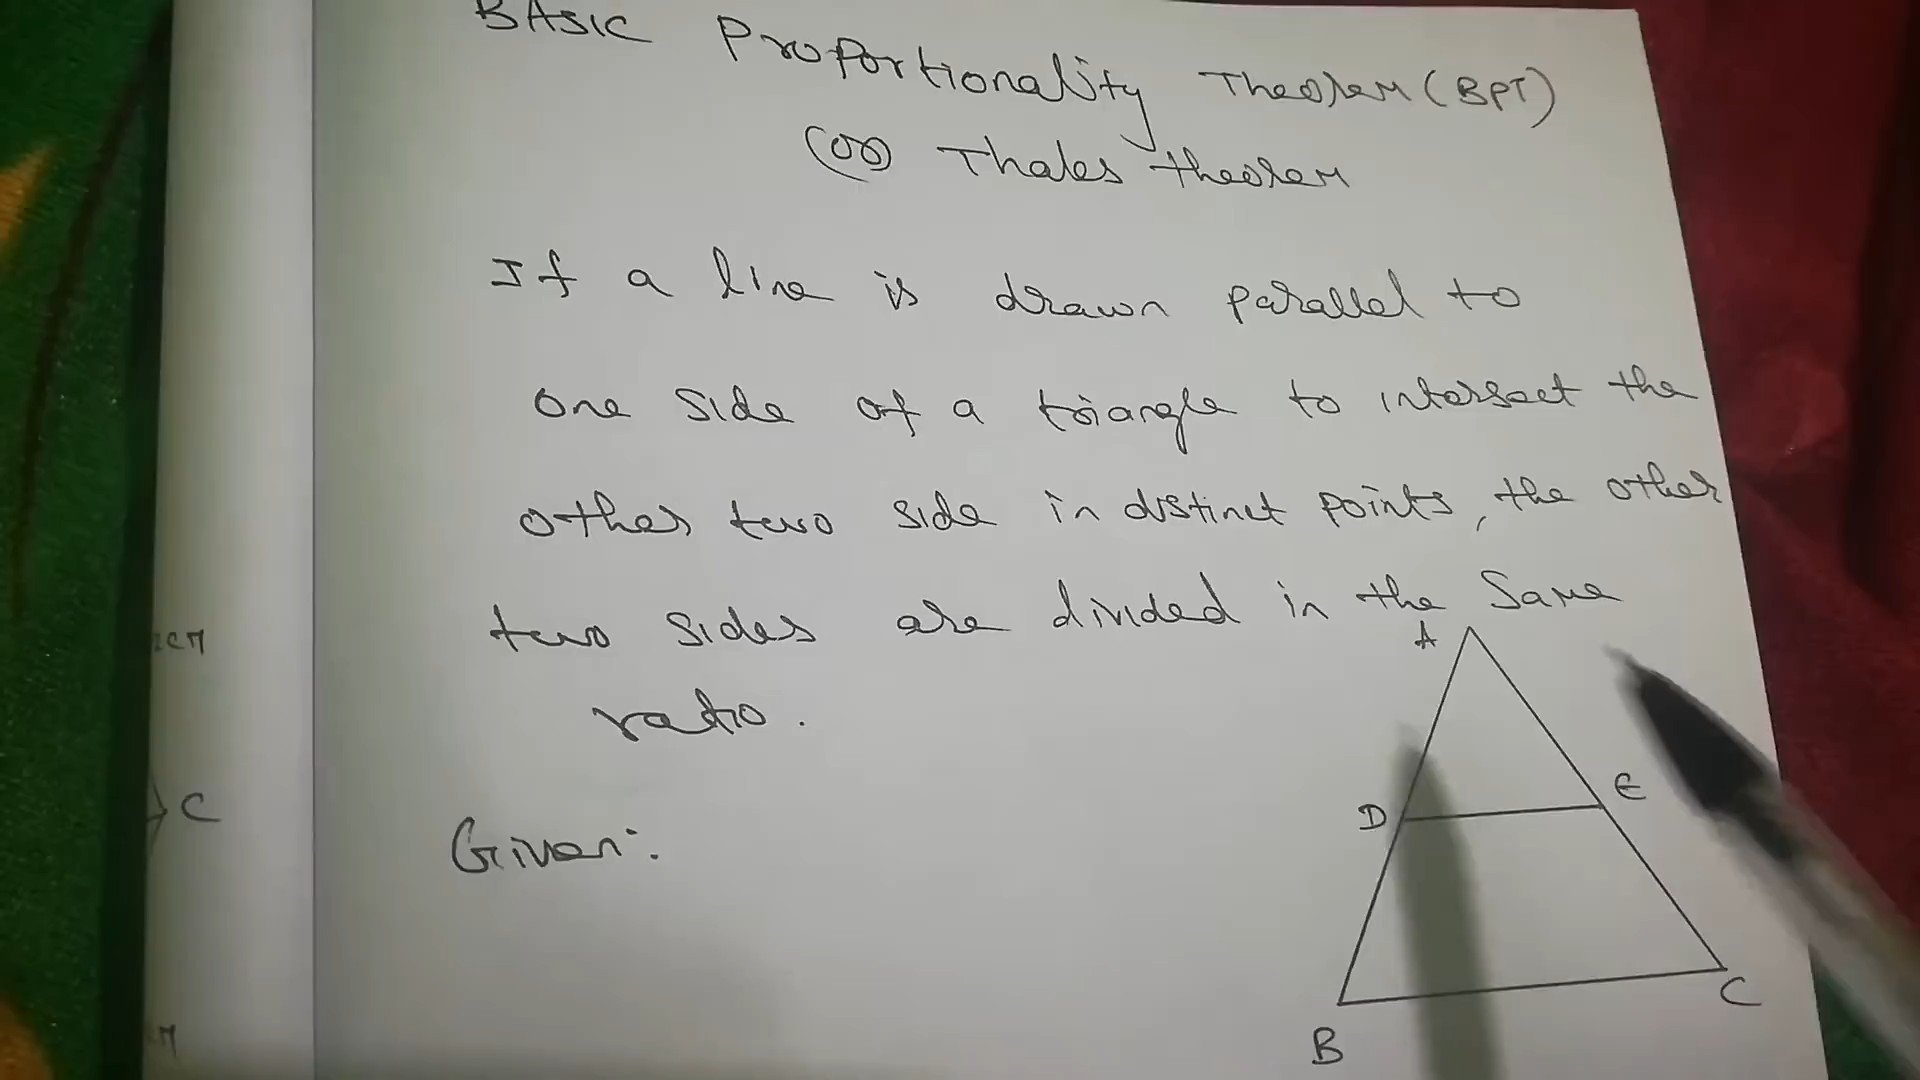 BASIC Proportionality Theorem (BPT)
(or) Thales theorem
If a line is drawn parallel to
one side of a triangle to intersect the
other two side in distinct points, the other
two sides are divided in the same
ratio.
A
D
E
Given:
B
C
C